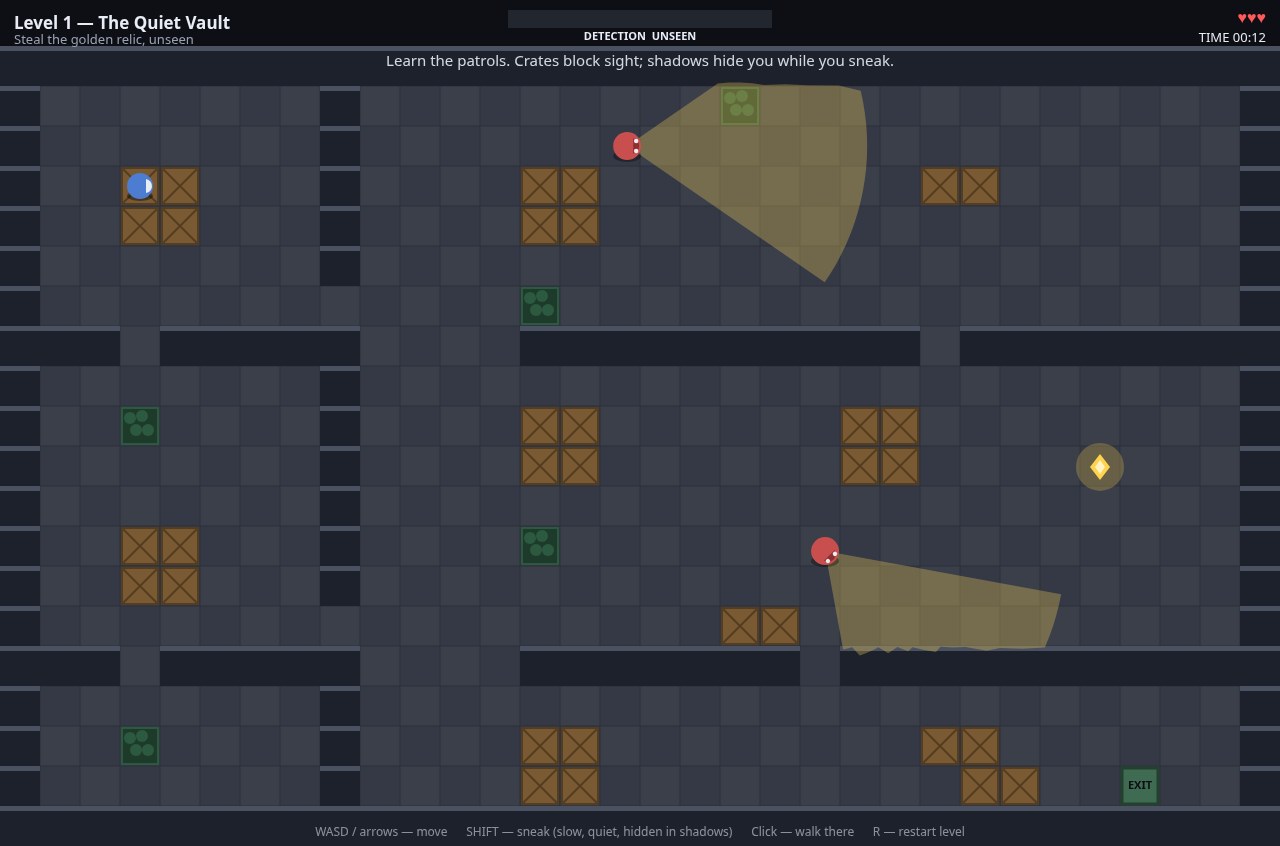 Level 1 — The Quiet Vault
Steal the golden relic, unseen
DETECTION UNSEEN
♥♥♥
TIME 00:12
Learn the patrols. Crates block sight; shadows hide you while you sneak.
EXIT
WASD / arrows — move SHIFT — sneak (slow, quiet, hidden in shadows) Click — walk there R — restart level